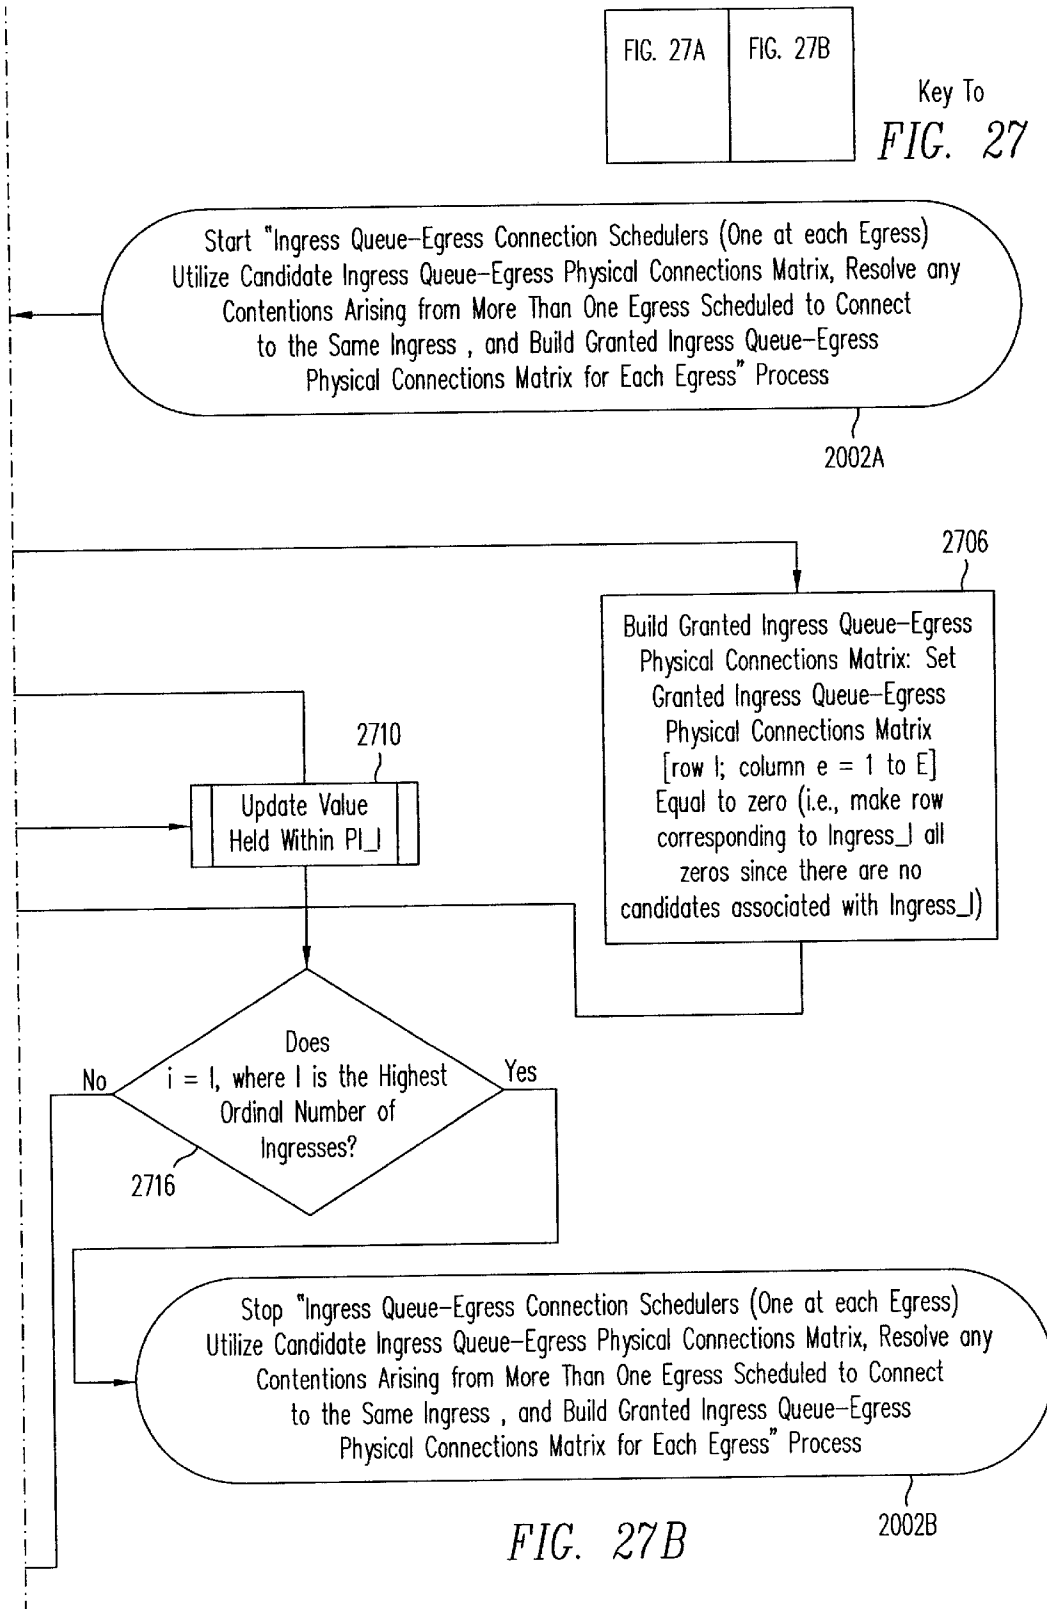 FIG. 27A
FIG. 27B
Key To
FIG. 27
Start "Ingress Queue-Egress Connection Schedulers (One at each Egress)
Utilize Candidate Ingress Queue-Egress Physical Connections Matrix, Resolve any
Contentions Arising from More Than One Egress Scheduled to Connect
to the Same Ingress , and Build Granted Ingress Queue-Egress
Physical Connections Matrix for Each Egress" Process
2002A
2706
Build Granted Ingress Queue-Egress
Physical Connections Matrix: Set
Granted Ingress Queue-Egress
Physical Connections Matrix
[row I; column e = 1 to E]
Equal to zero (i.e., make row
corresponding to Ingress_I all
zeros since there are no
candidates associated with Ingress_I)
2710
Update Value
Held Within PI_I
Does
i = I, where I is the Highest
Ordinal Number of
Ingresses?
No
Yes
2716
Stop "Ingress Queue-Egress Connection Schedulers (One at each Egress)
Utilize Candidate Ingress Queue-Egress Physical Connections Matrix, Resolve any
Contentions Arising from More Than One Egress Scheduled to Connect
to the Same Ingress , and Build Granted Ingress Queue-Egress
Physical Connections Matrix for Each Egress" Process
2002B
FIG. 27B